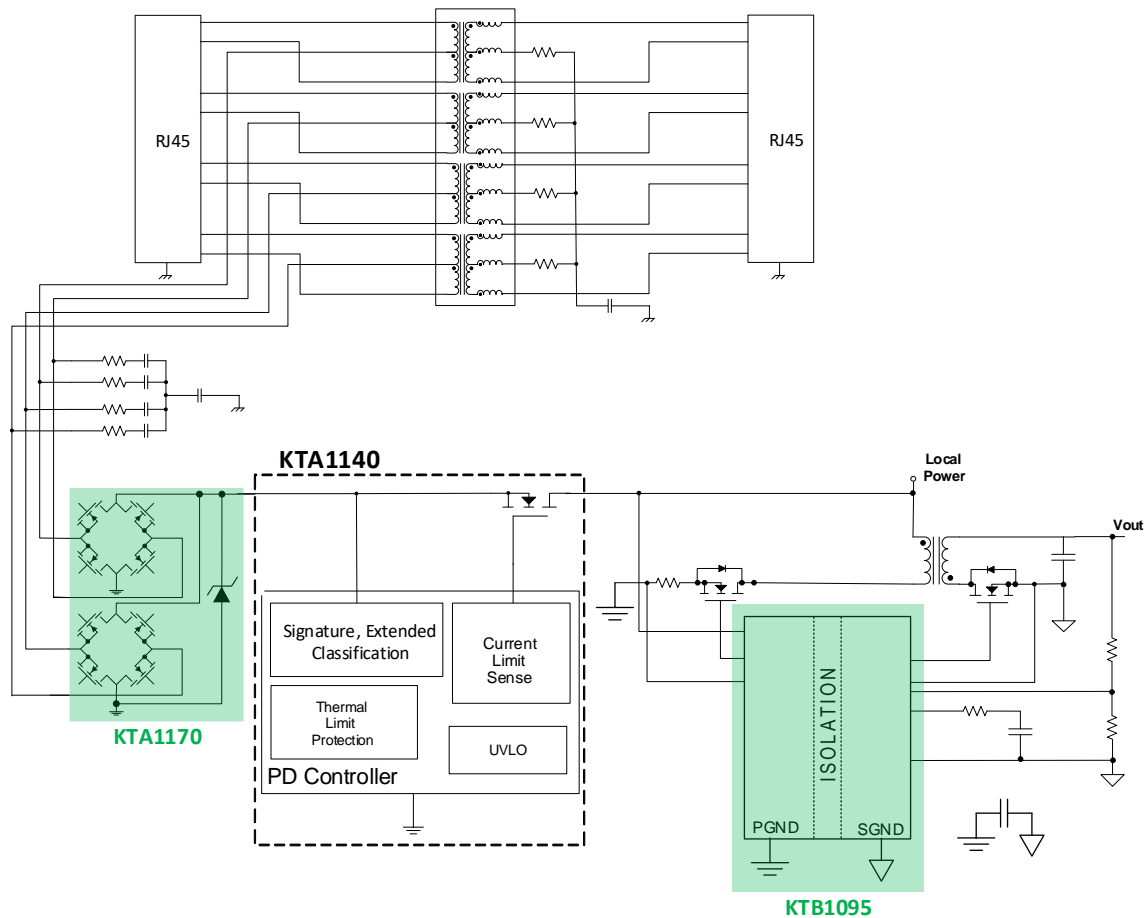 RJ45
RJ45
KTA1140
Local
Power
Vout
Signature, Extended
Classification
Current
Limit
Sense
Thermal
Limit
Protection
UVLO
PD Controller
KTA1170
ISOLATION
PGND
SGND
KTB1095